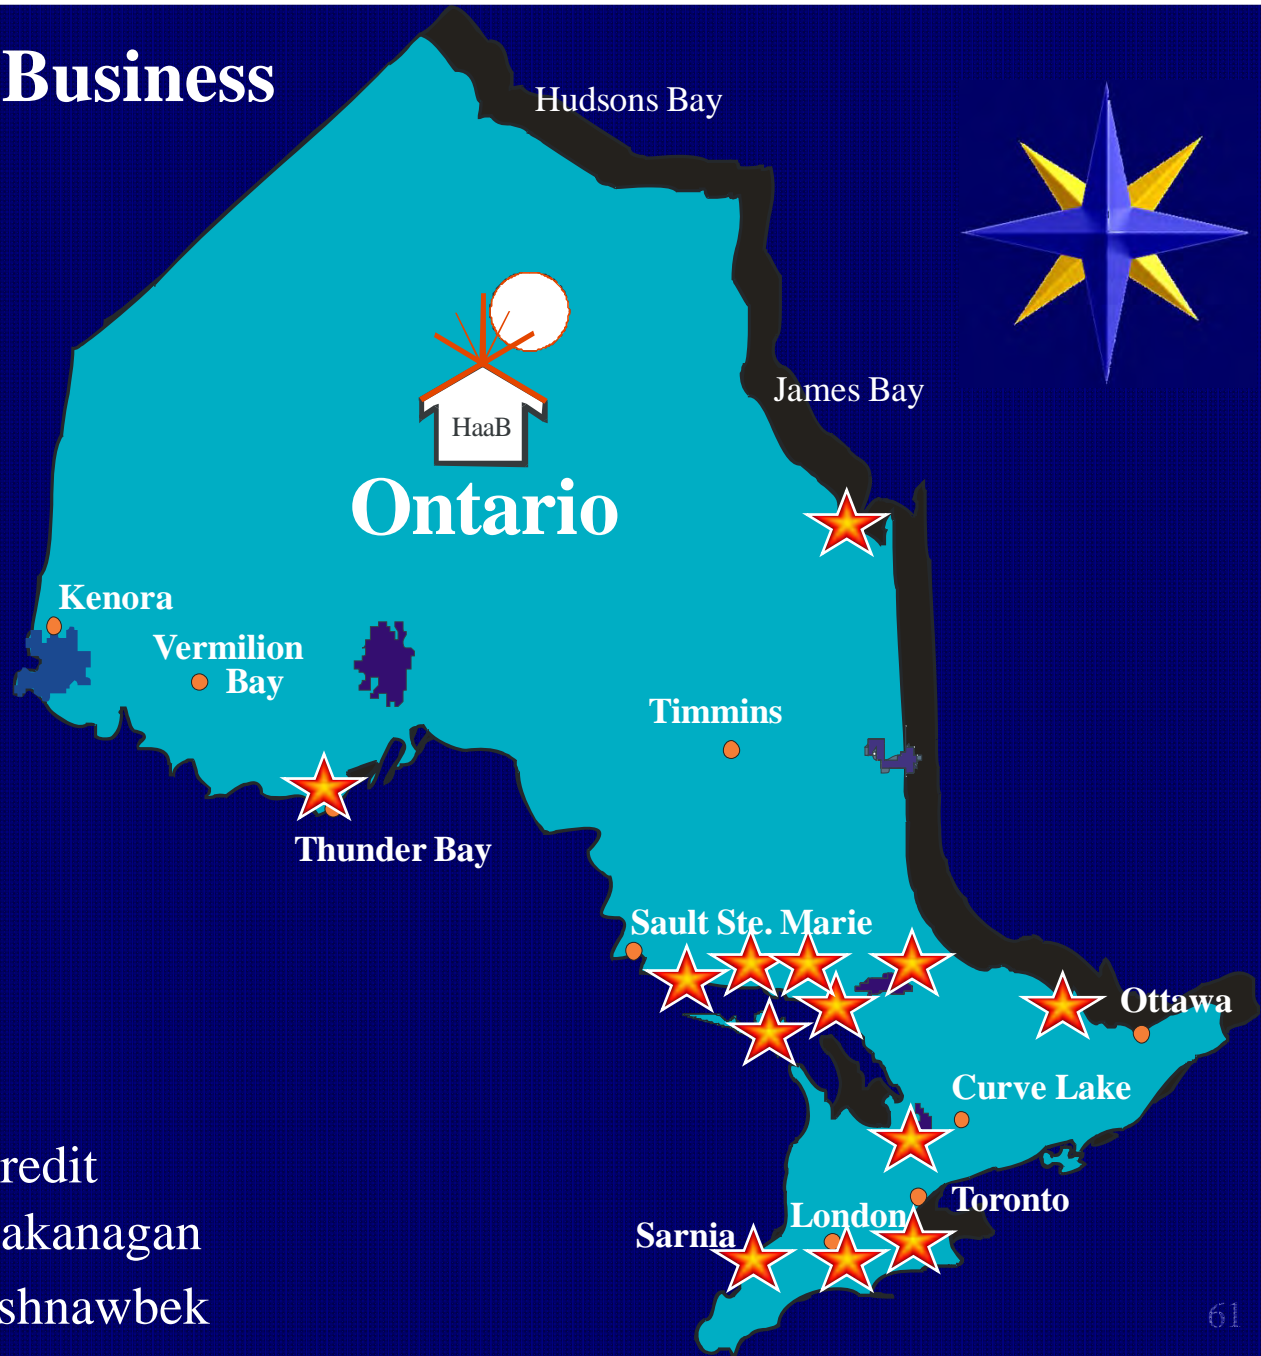 Business
Hudsons Bay
James Bay
HaaB
Ontario
Kenora
Vermilion
Bay
Timmins
Thunder Bay
Sault Ste. Marie
Ottawa
Curve Lake
redit
Toronto
London
akanagan
Sarnia
shnawbek
61